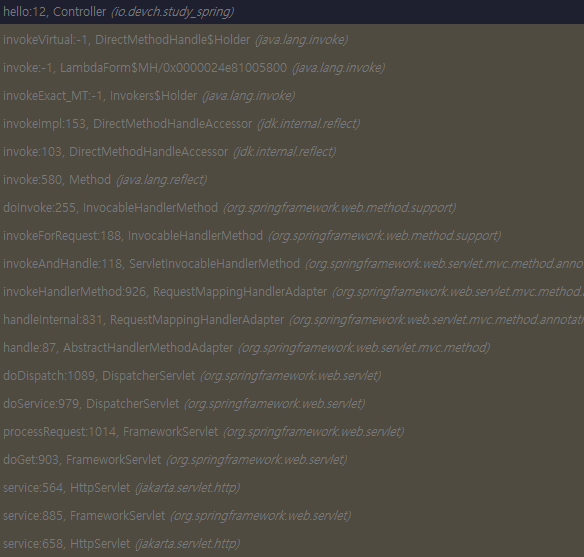 hello:12, Controller (io.devch.study_spring)
invokeVirtual:-1, DirectMethodHandle$Holder (java.lang.invoke)
invoke:-1, LambdaForm$MH/0x0000024e81005800 (java.lang.invoke)
invokeExact_MT:-1, Invokers$Holder (java.lang.invoke)
invokeImpl:153, DirectMethodHandleAccessor (jdk.internal.reflect)
invoke:103, DirectMethodHandleAccessor (jdk.internal.reflect)
invoke:580, Method (java.lang.reflect)
doInvoke:255, InvocableHandlerMethod (org.springframework.web.method.support)
invokeForRequest:188, InvocableHandlerMethod (org.springframework.web.method.support)
invokeAndHandle:118, ServletInvocableHandlerMethod (org.springframework.web.servlet.mvc.method.anno
invokeHandlerMethod:926, RequestMappingHandlerAdapter (org.springframework.web.servlet.mvc.method.
handleInternal:831, RequestMappingHandlerAdapter (org.springframework.web.servlet.mvc.method.annotati
handle:87, AbstractHandlerMethodAdapter (org.springframework.web.servlet.mvc.method)
doDispatch:1089, DispatcherServlet (org.springframework.web.servlet)
doService:979, DispatcherServlet (org.springframework.web.servlet)
processRequest:1014, FrameworkServlet (org.springframework.web.servlet)
doGet:903, FrameworkServlet (org.springframework.web.servlet)
service:564, HttpServlet (jakarta.servlet.http)
service:885, FrameworkServlet (org.springframework.web.servlet)
service:658, HttpServlet (jakarta.servlet.http)